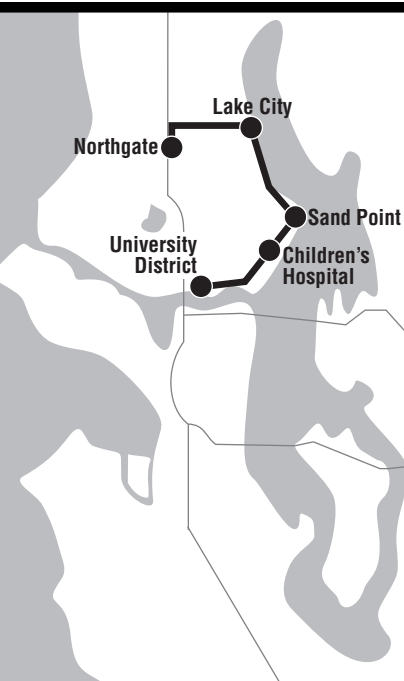 Lake City
Northgate
Sand Point
University
District
Children's
Hospital